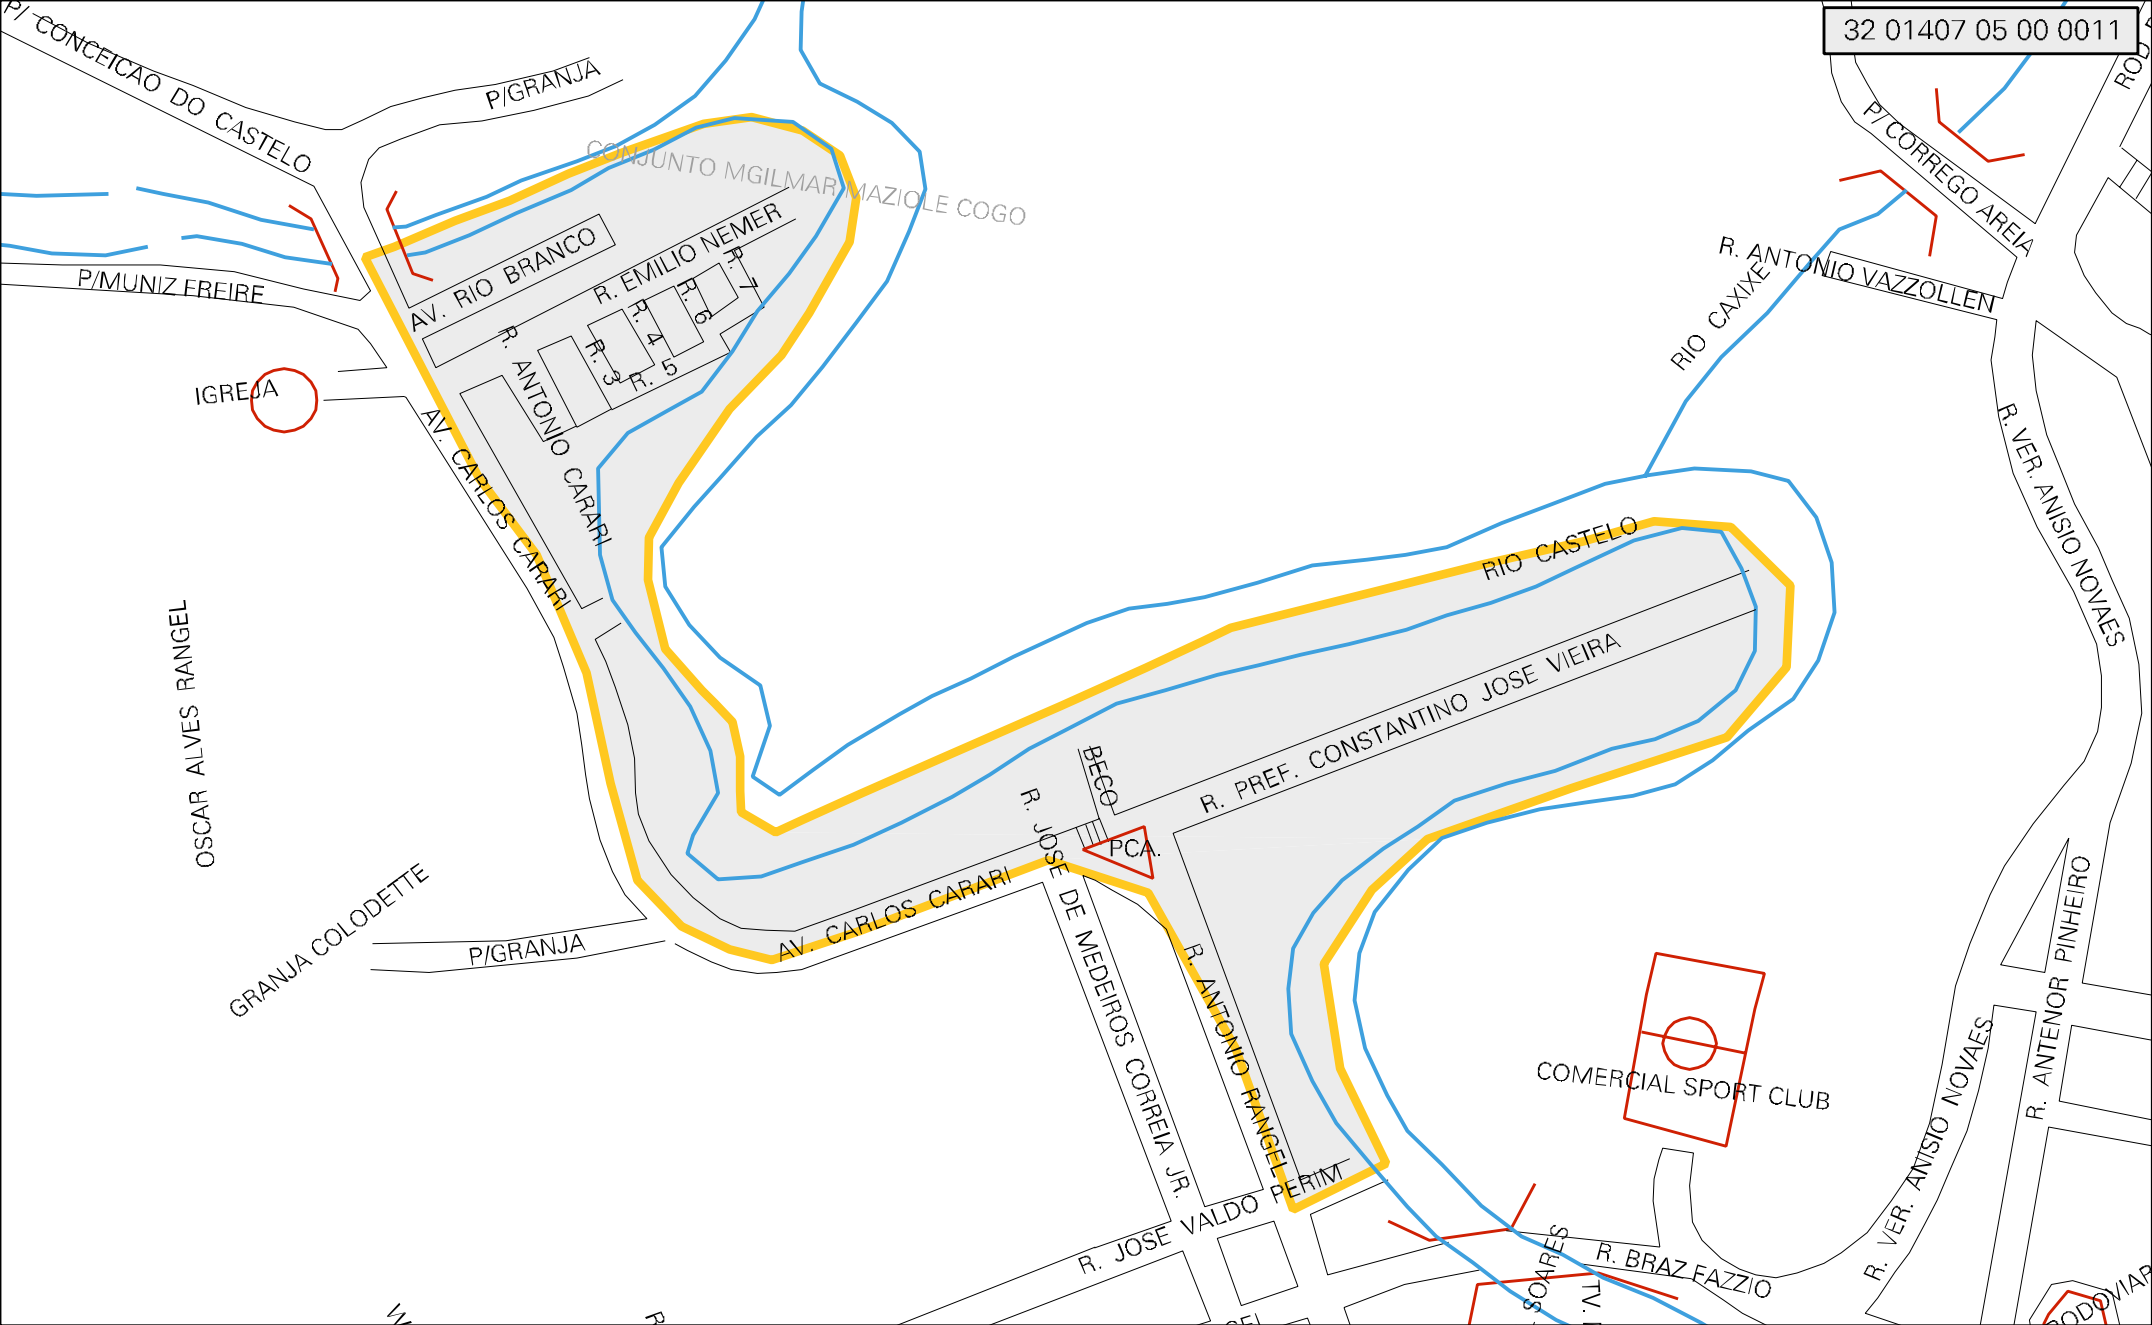 P/ CONCEICAO DO CASTELO
P/GRANJA
32 01407 05 00 0011
CONJUNTO MGILMAR MAZIOLE COGO
P/ CORREGO AREIA
P/MUNIZ FREIRE
AV. RIO BRANCO
R. EMILIO NEMER
R. 7
R. 6
R. 4
R. 3
R. 5
R. ANTONIO CARARI
R. ANTONIO VAZZOLLEN
RIO CAXIXE
IGREJA
AV. CARLOS CARARI
R. VER. ANISIO NOVAES
RIO CASTELO
OSCAR ALVES RANGEL
R. PREF. CONSTANTINO JOSE VIEIRA
BECO
PCA.
R. JOSE DE MEDEIROS CORREIA JR.
AV. CARLOS CARARI
GRANJA COLODETTE
P/GRANJA
R. ANTONIO RANGEL
R. ANTENOR PINHEIRO
COMERCIAL SPORT CLUB
R. VER. ANISIO NOVAES
R. JOSE VALDO PERIM
R. BRAZ FAZZIO
SOARES
TV.